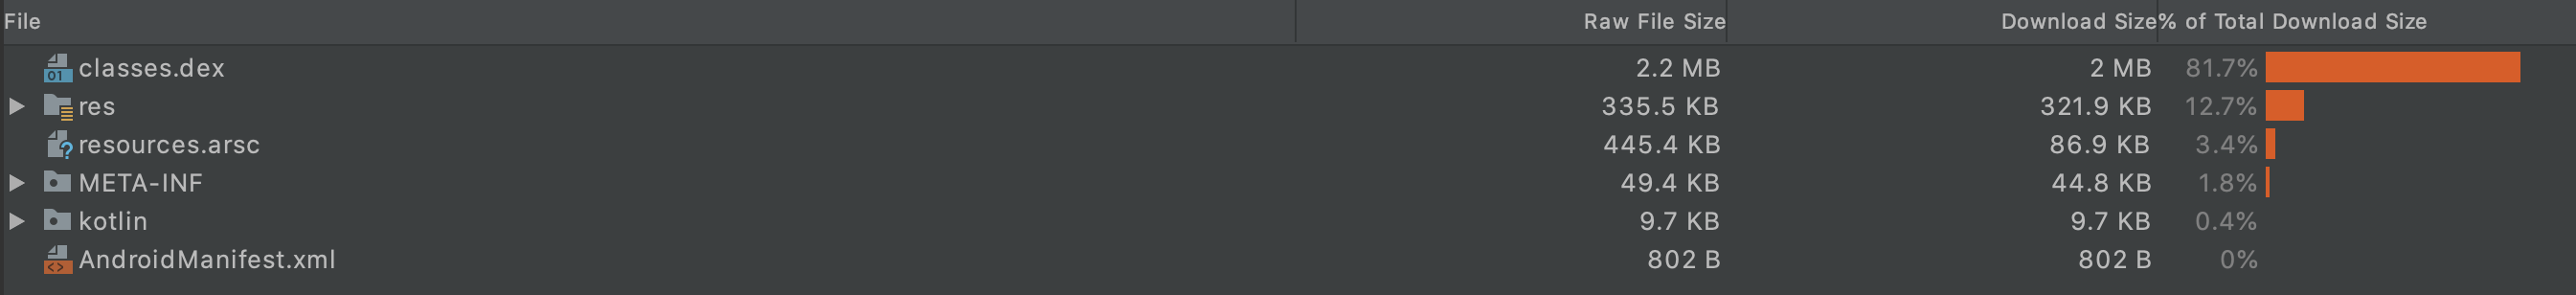 File Raw File Size Download Size % of Total Download Size
01 classes.dex 2.2 MB 2 MB 81.7%
res 335.5 KB 321.9 KB 12.7%
? resources.arsc 445.4 KB 86.9 KB 3.4%
META-INF 49.4 KB 44.8 KB 1.8%
kotlin 9.7 KB 9.7 KB 0.4%
<> AndroidManifest.xml 802 B 802 B 0%